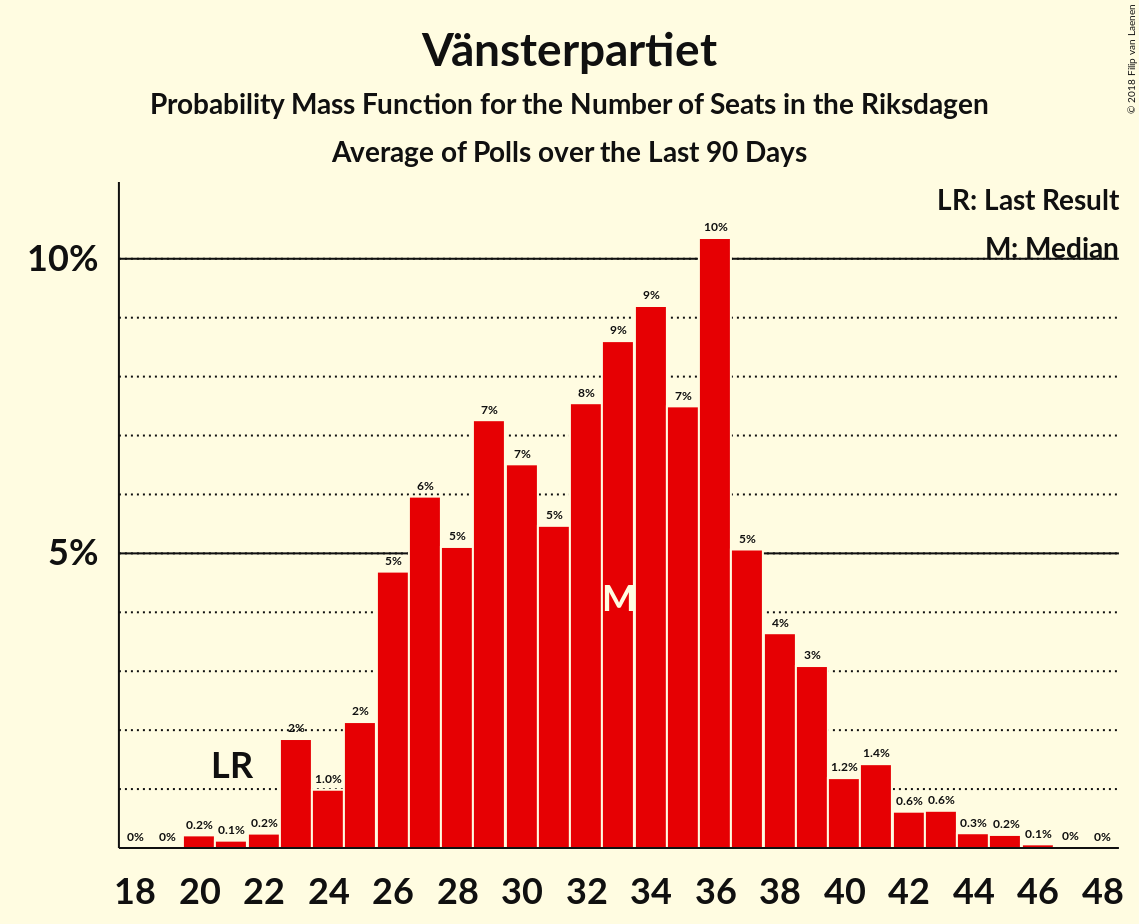 Vänsterpartiet
Probability Mass Function for the Number of Seats in the Riksdagen
Average of Polls over the Last 90 Days
© 2018 Filip van Laenen
LR: Last Result
M: Median
10%
5%
0% 0% 0.2% 0.1% 0.2% 2% 1.0% 2% 5% 6% 5% 7% 7% 5% 8% 9% 9% 7% 10% 5% 4% 3% 1.2% 1.4% 0.6% 0.6% 0.3% 0.2% 0.1% 0% 0%
LR
M
18 20 22 24 26 28 30 32 34 36 38 40 42 44 46 48